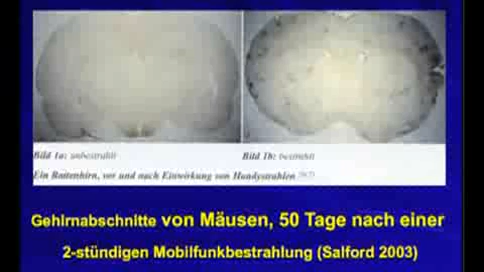 Bild 1a: unbestrahlt Bild 1b: bestrahlt
Ein Rattenhirn, vor und nach Einwirkung von Handystrahlen
Gehirnabschnitte von Mäusen, 50 Tage nach einer
2-stündigen Mobilfunkbestrahlung (Salford 2003)